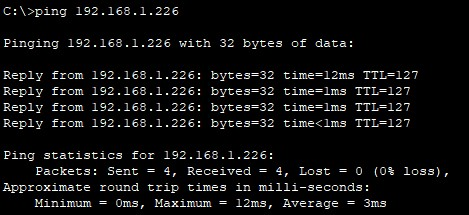 C:\>ping 192.168.1.226
Pinging 192.168.1.226 with 32 bytes of data:
Reply from 192.168.1.226: bytes=32 time=12ms TTL=127
Reply from 192.168.1.226: bytes=32 time=1ms TTL=127
Reply from 192.168.1.226: bytes=32 time=1ms TTL=127
Reply from 192.168.1.226: bytes=32 time<1ms TTL=127
Ping statistics for 192.168.1.226:
    Packets: Sent = 4, Received = 4, Lost = 0 (0% loss),
Approximate round trip times in milli-seconds:
    Minimum = 0ms, Maximum = 12ms, Average = 3ms